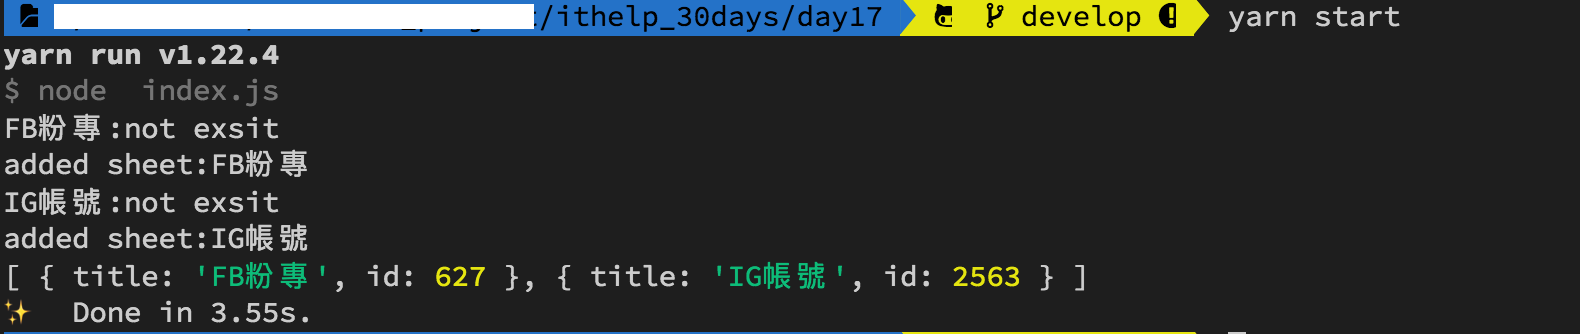 /ithelp_30days/day17 develop yarn start
yarn run v1.22.4
$ node  index.js
FB粉專:not exsit
added sheet:FB粉專
IG帳號:not exsit
added sheet:IG帳號
[ { title: 'FB粉專', id: 627 }, { title: 'IG帳號', id: 2563 } ]
✨  Done in 3.55s.